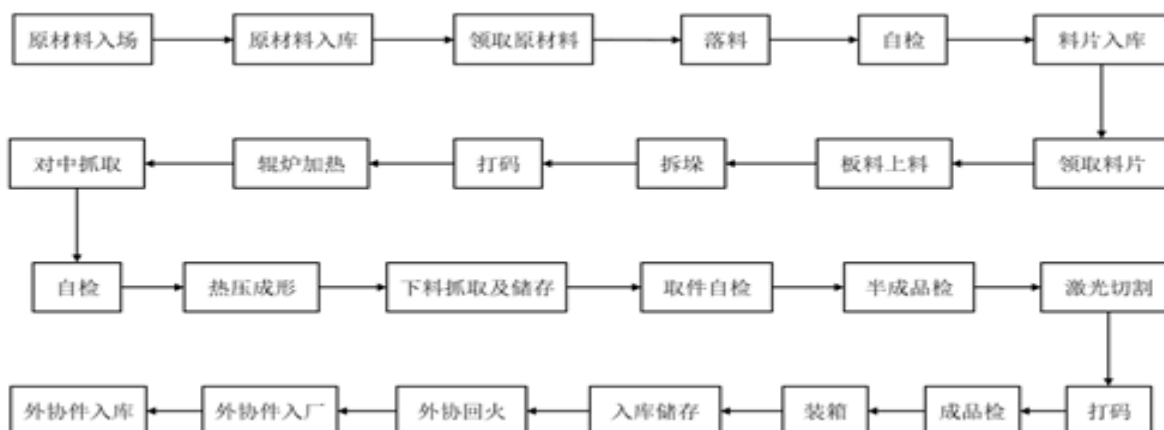 原材料入场 原材料入库 领取原材料 落料 自检 料片入库
对中抓取 辊炉加热 打码 拆垛 板料上料 领取料片
自检 热压成形 下料抓取及储存 取件自检 半成品检 激光切割
外协件入库 外协件入厂 外协回火 入库储存 装箱 成品检 打码